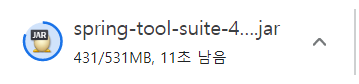 JAR
spring-tool-suite-4....jar
431/531MB, 11초 남음